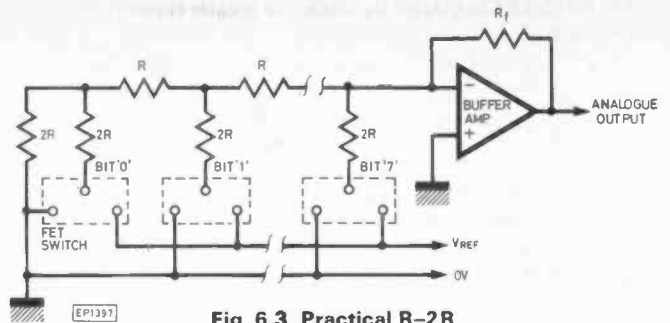 Rf
R
R
2R
2R
2R
2R
BIT'0'
BIT'1'
BIT'7'
−
BUFFER
AMP
+
ANALOGUE
OUTPUT
FET
SWITCH
VREF
0V
EP1397
Fig. 6.3 Practical R–2R